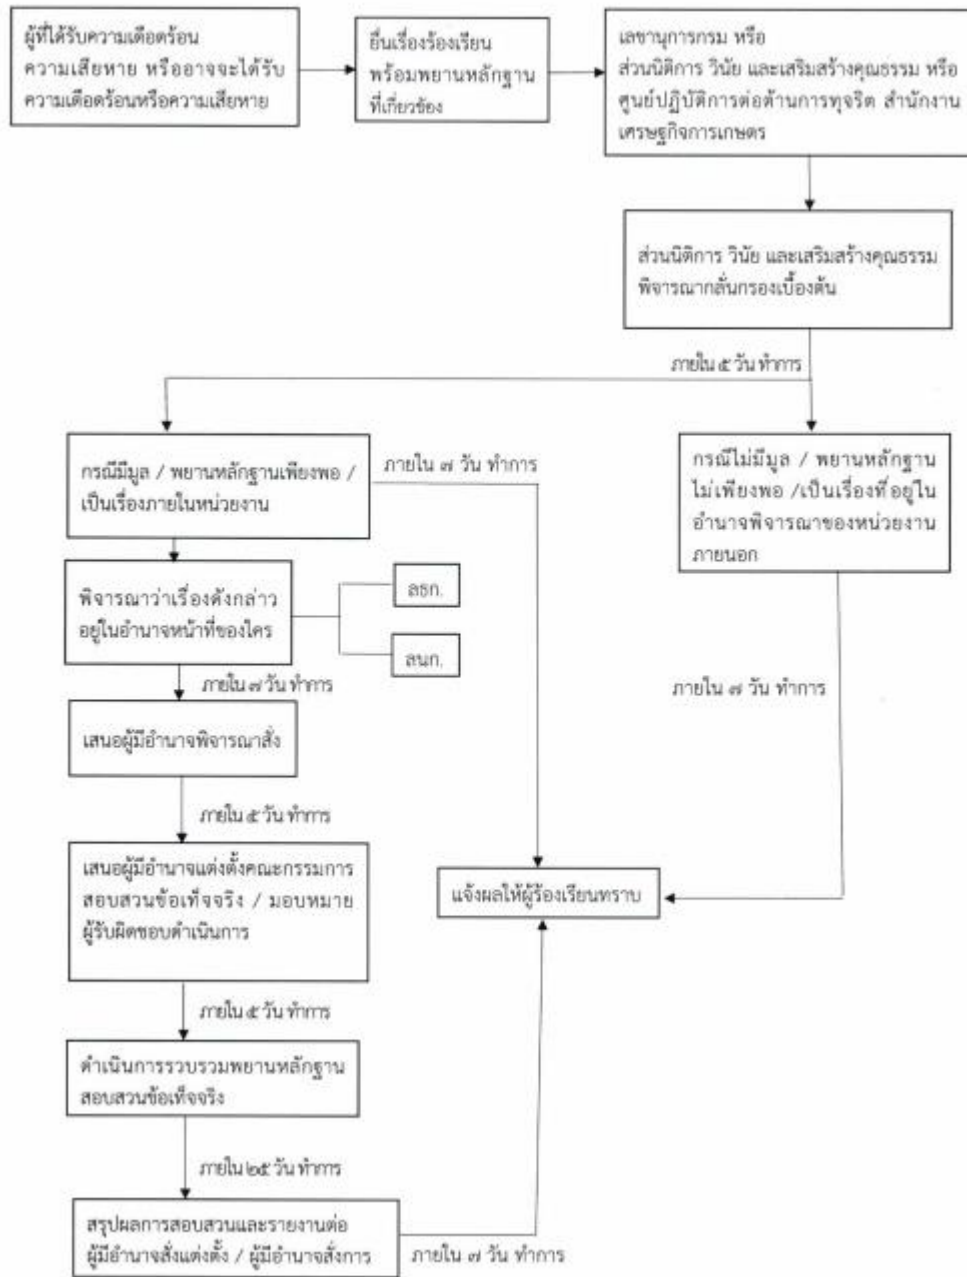 ผู้ที่ได้รับความเดือดร้อน
ความเสียหาย หรืออาจจะได้รับ
ความเดือดร้อนหรือความเสียหาย
ยื่นเรื่องร้องเรียน
พร้อมพยานหลักฐาน
ที่เกี่ยวข้อง
เลขานุการกรม หรือ
ส่วนนิติการ วินัย และเสริมสร้างคุณธรรม หรือ
ศูนย์ปฏิบัติการต่อต้านการทุจริต สำนักงาน
เศรษฐกิจการเกษตร
ส่วนนิติการ วินัย และเสริมสร้างคุณธรรม
พิจารณากลั่นกรองเบื้องต้น
ภายใน ๕ วัน ทำการ
กรณีมีมูล / พยานหลักฐานเพียงพอ /
เป็นเรื่องภายในหน่วยงาน
ภายใน ๗ วัน ทำการ
กรณีไม่มีมูล / พยานหลักฐาน
ไม่เพียงพอ /เป็นเรื่องที่อยู่ใน
อำนาจพิจารณาของหน่วยงาน
ภายนอก
พิจารณาว่าเรื่องดังกล่าว
อยู่ในอำนาจหน้าที่ของใคร
ลธก.
ลนก.
ภายใน ๗ วัน ทำการ
ภายใน ๗ วัน ทำการ
เสนอผู้มีอำนาจพิจารณาสั่ง
ภายใน ๕ วัน ทำการ
เสนอผู้มีอำนาจแต่งตั้งคณะกรรมการ
สอบสวนข้อเท็จจริง / มอบหมาย
ผู้รับผิดชอบดำเนินการ
แจ้งผลให้ผู้ร้องเรียนทราบ
ภายใน ๕ วัน ทำการ
ดำเนินการรวบรวมพยานหลักฐาน
สอบสวนข้อเท็จจริง
ภายใน ๒๕ วัน ทำการ
สรุปผลการสอบสวนและรายงานต่อ
ผู้มีอำนาจสั่งแต่งตั้ง / ผู้มีอำนาจสั่งการ
ภายใน ๗ วัน ทำการ